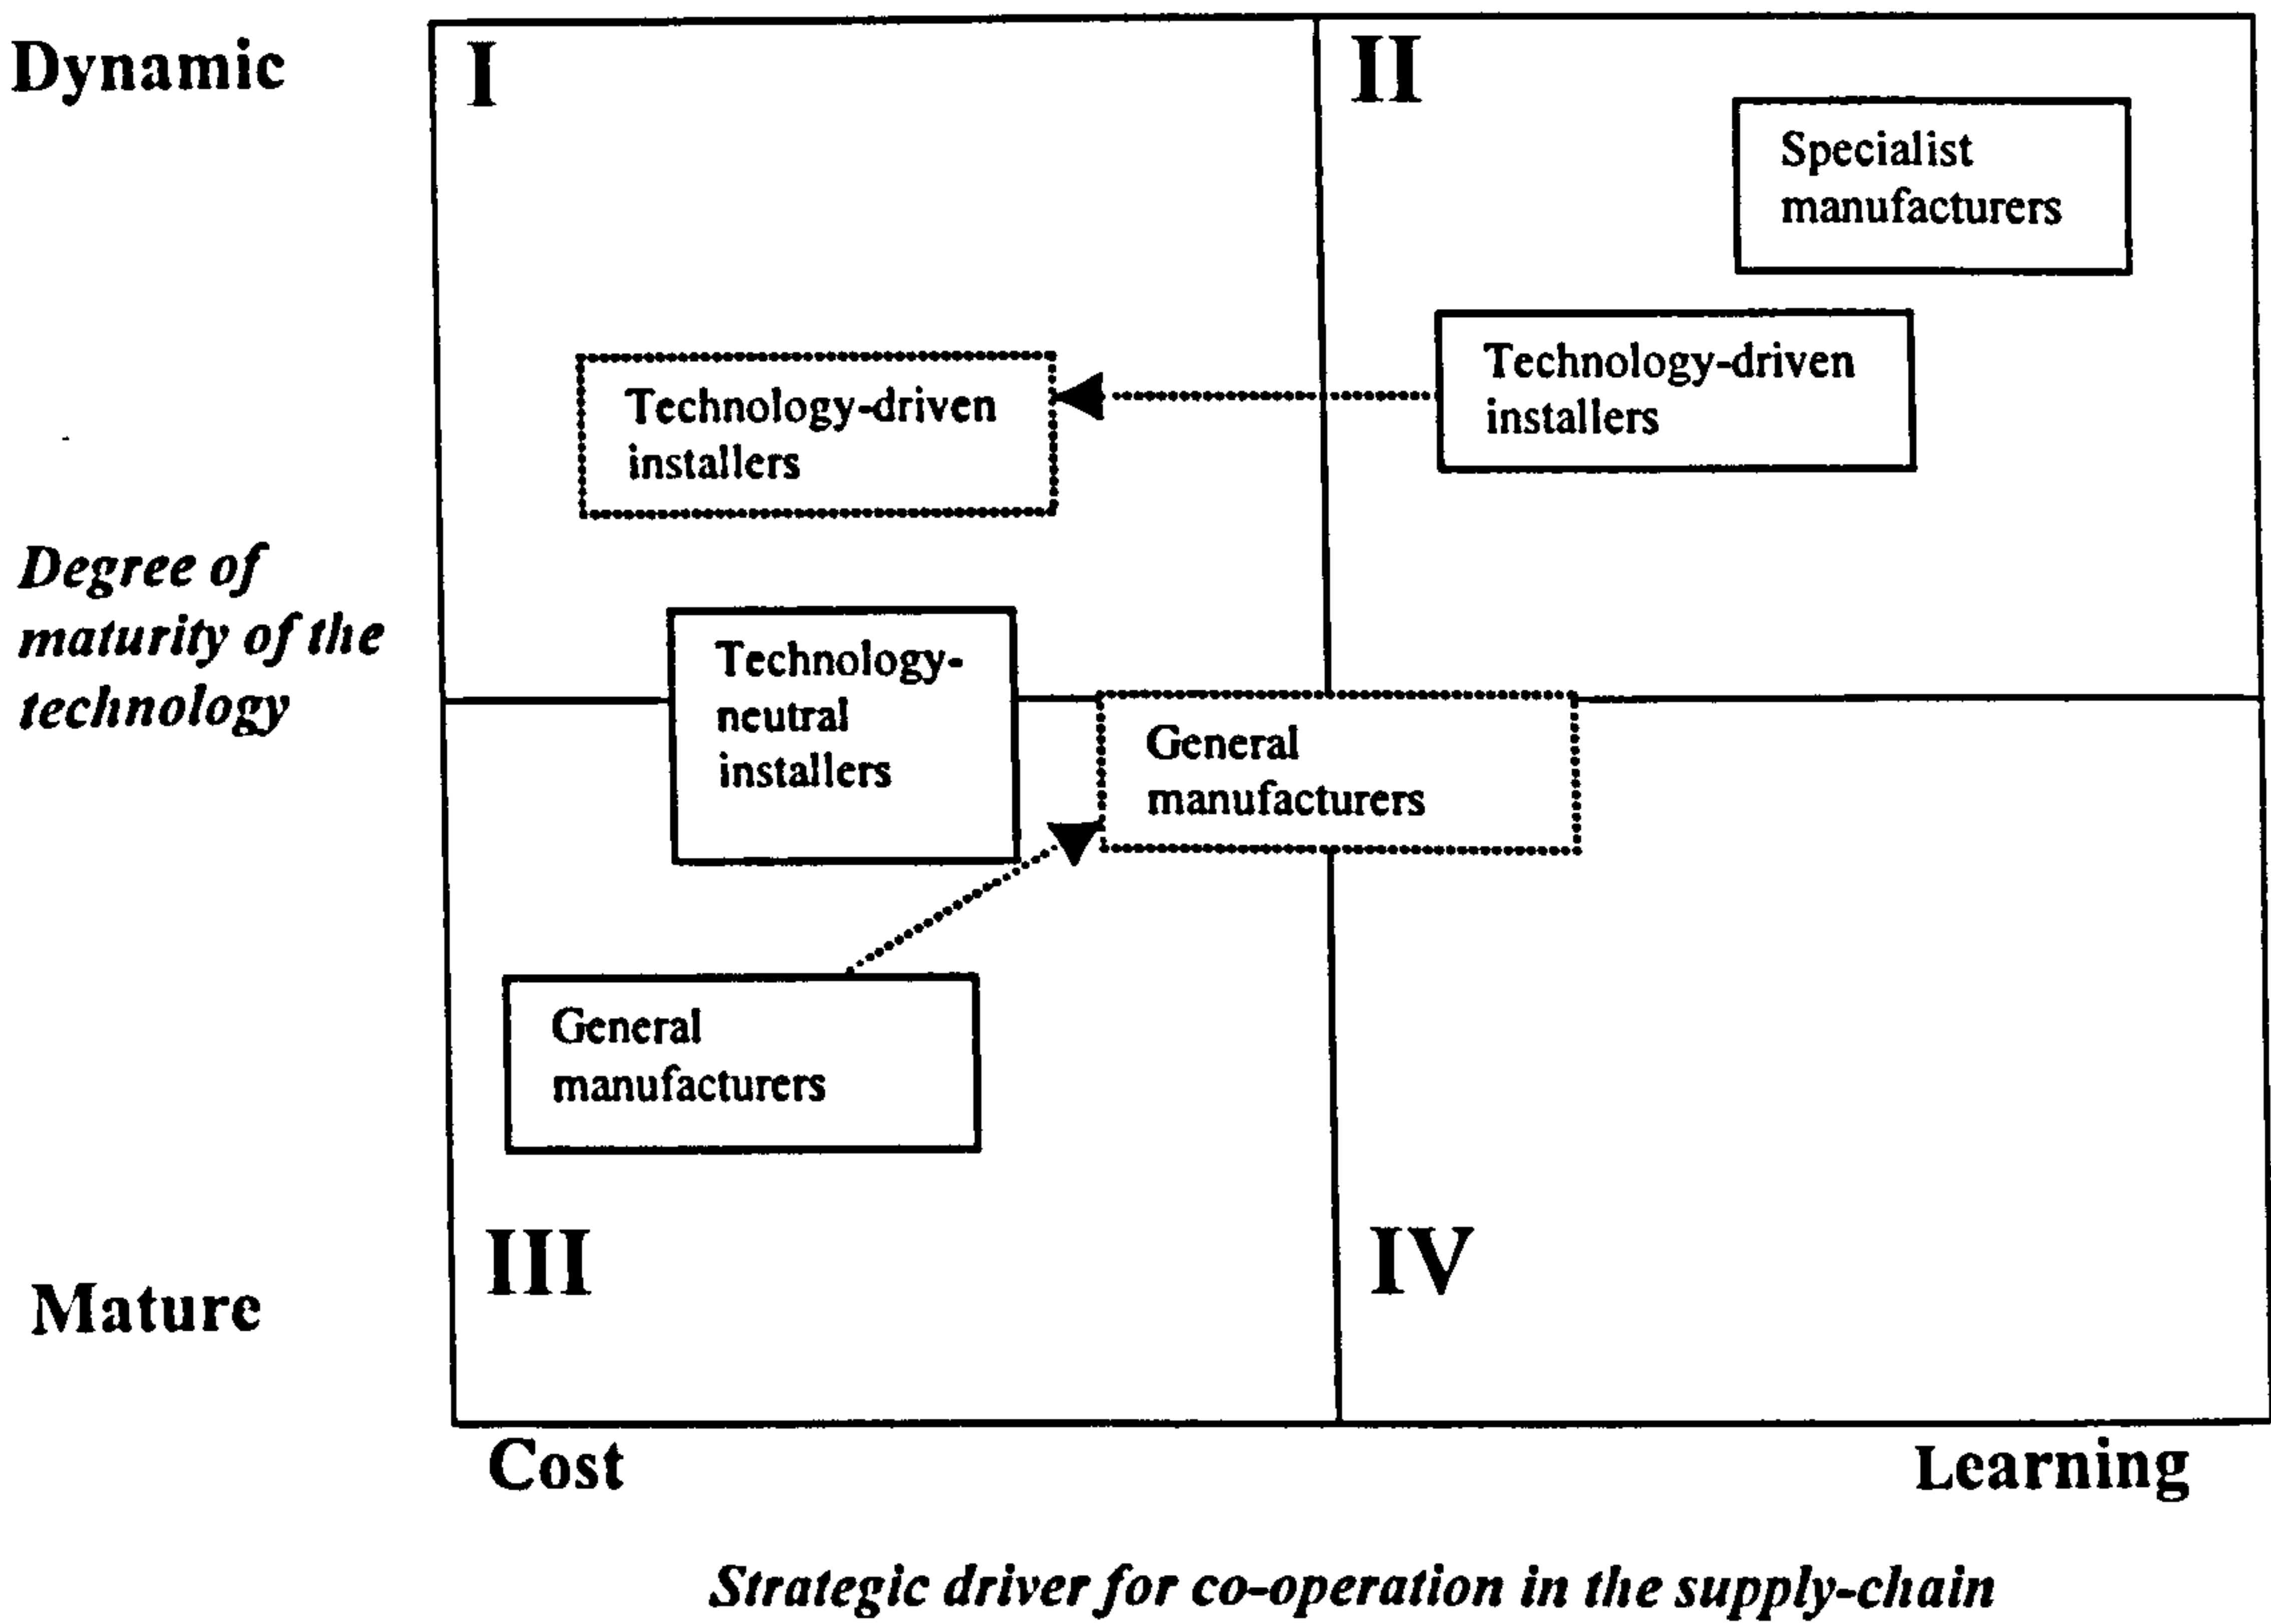 Dynamic
I
II
Specialist
manufacturers
Technology-driven
installers
Technology-driven
installers
Degree of
maturity of the
technology
Technology-
neutral
installers
General
manufacturers
General
manufacturers
III
IV
Mature
Cost
Learning
Strategic driver for co-operation in the supply-chain